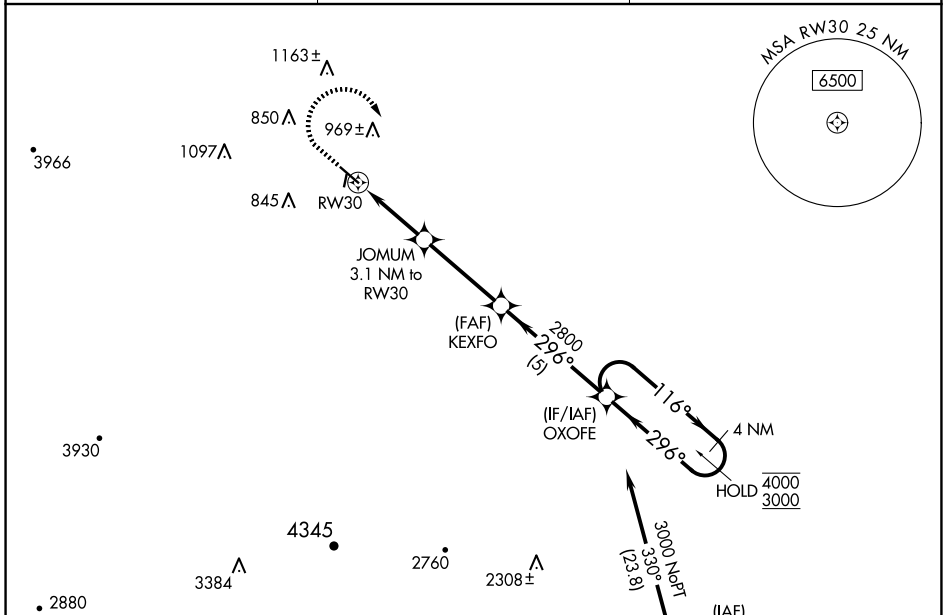 MSA RW30 25 NM
6500
1163±
850
969±
1097
3966
845
RW30
JOMUM
3.1 NM to
RW30
(FAF)
KEXFO
2800
296°
(5)
(IF/IAF)
OXOFE
116°
296°
4 NM
HOLD 4000
3000
3930
4345
2760
3384
2308±
3000 NoPT
330°
(23.8)
2880
(IAF)